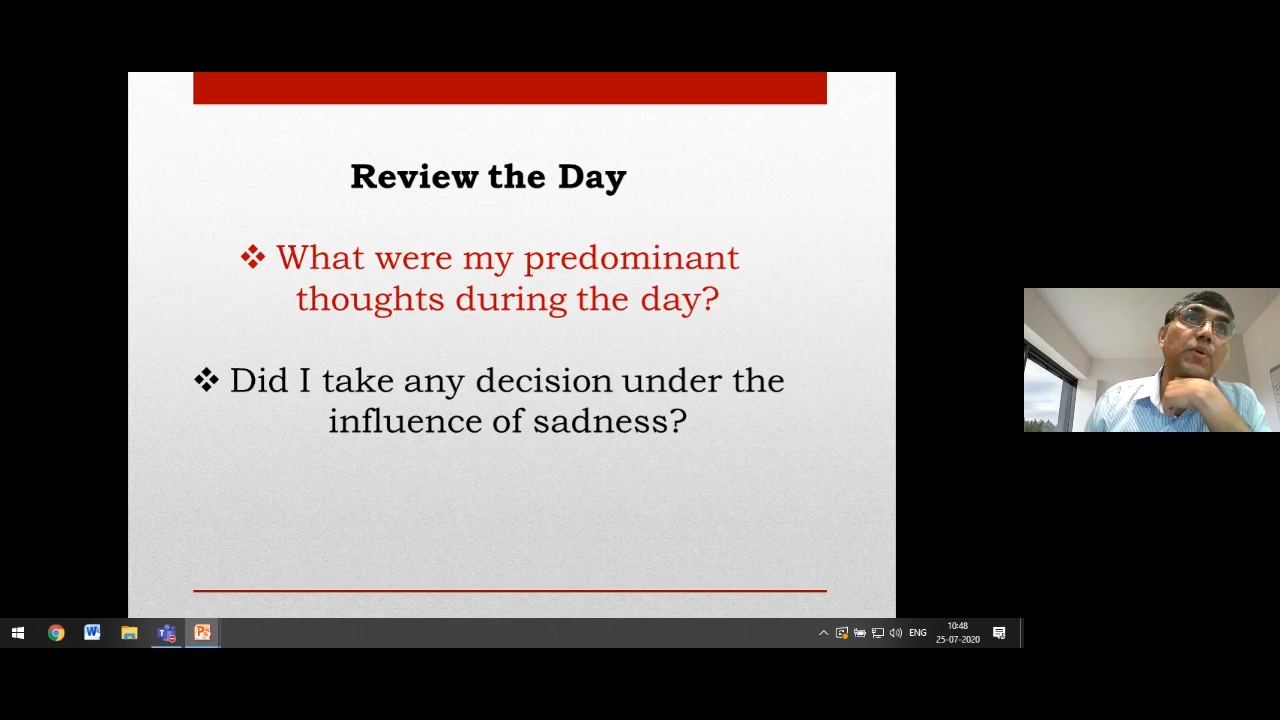 Review the Day
❖ What were my predominant
thoughts during the day?
❖ Did I take any decision under the
influence of sadness?
ENG
10:48
25-07-2020